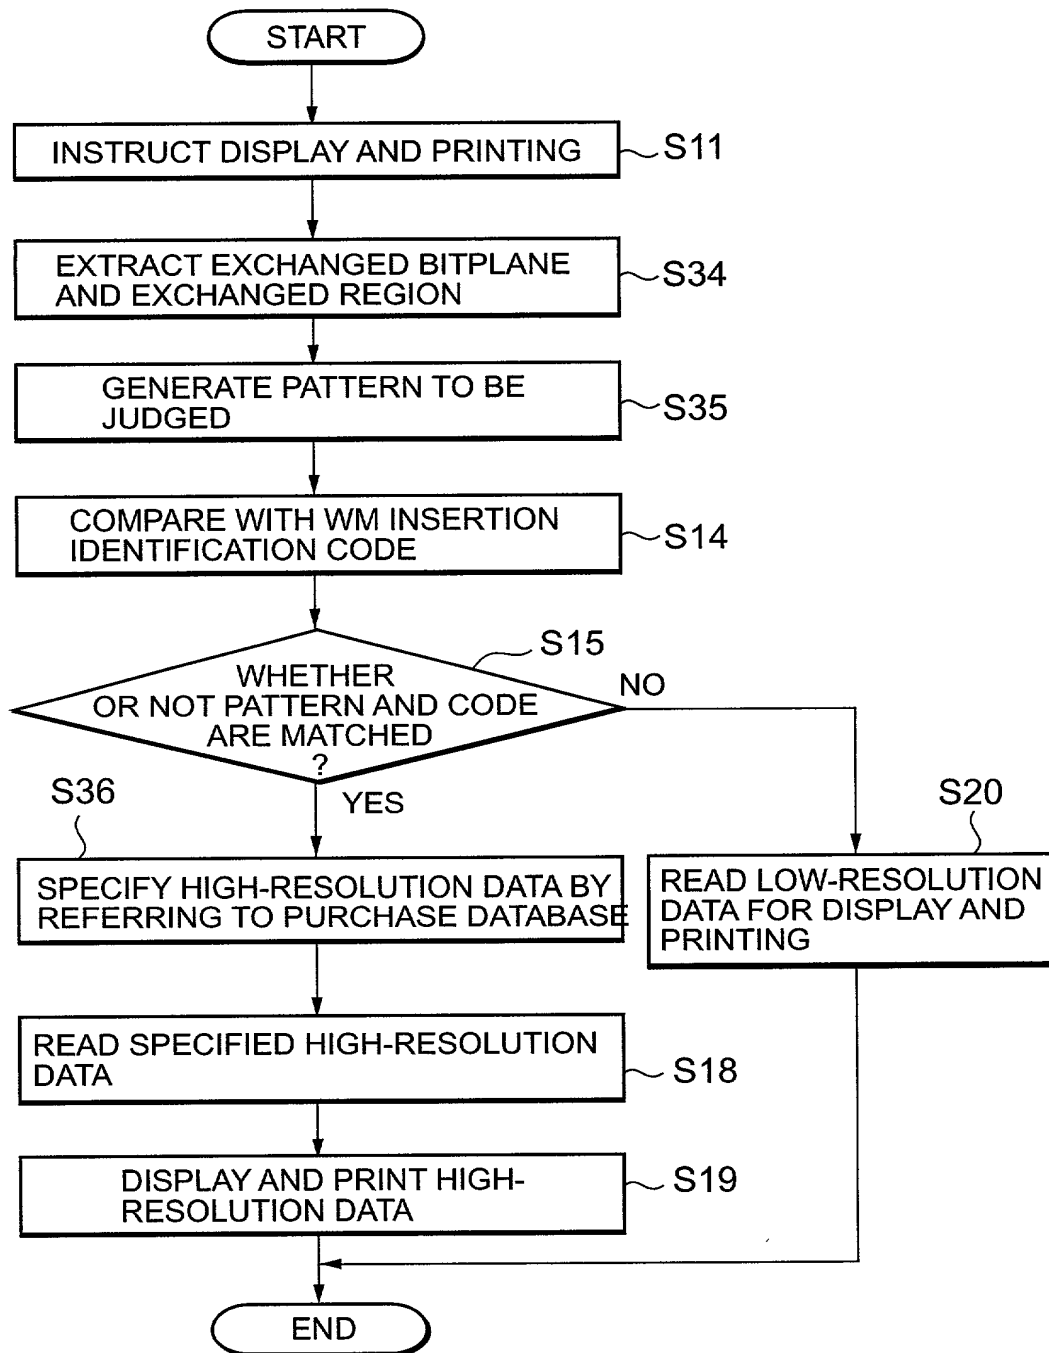 START
INSTRUCT DISPLAY AND PRINTING
S11
EXTRACT EXCHANGED BITPLANE
AND EXCHANGED REGION
S34
GENERATE PATTERN TO BE
JUDGED
S35
COMPARE WITH WM INSERTION
IDENTIFICATION CODE
S14
S15
WHETHER
OR NOT PATTERN AND CODE
ARE MATCHED
?
NO
YES
S36
SPECIFY HIGH-RESOLUTION DATA BY
REFERRING TO PURCHASE DATABASE
S20
READ LOW-RESOLUTION
DATA FOR DISPLAY AND
PRINTING
READ SPECIFIED HIGH-RESOLUTION
DATA
S18
DISPLAY AND PRINT HIGH-
RESOLUTION DATA
S19
END